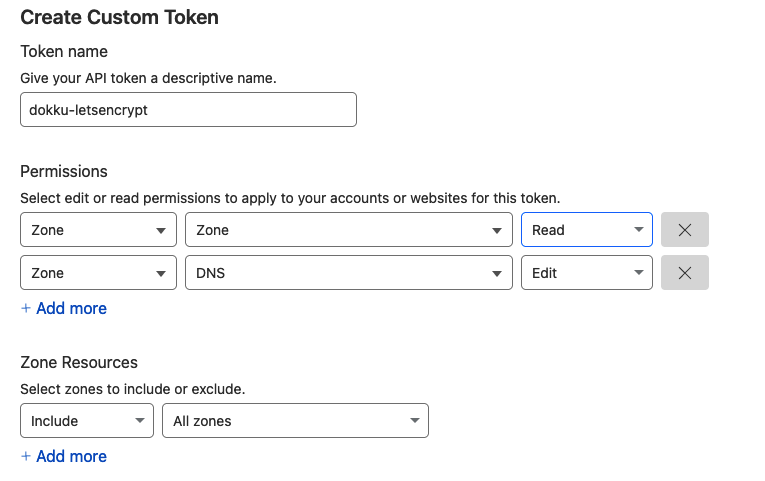 Create Custom Token
Token name
Give your API token a descriptive name.
dokku-letsencrypt
Permissions
Select edit or read permissions to apply to your accounts or websites for this token.
Zone Zone Read
Zone DNS Edit
+ Add more
Zone Resources
Select zones to include or exclude.
Include All zones
+ Add more